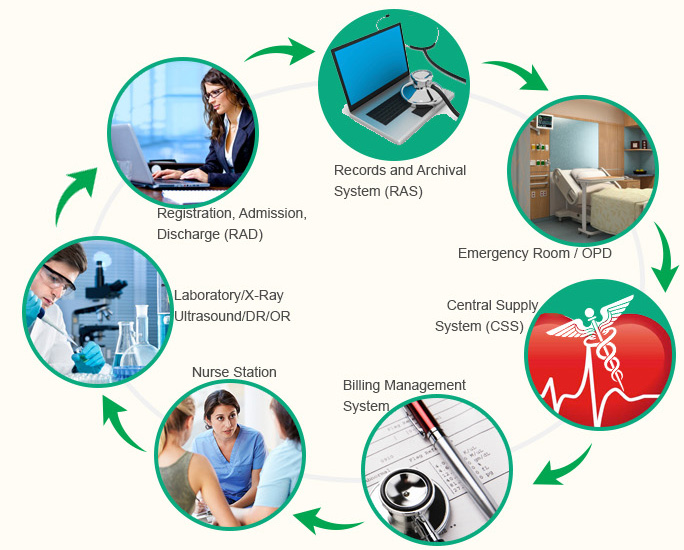 Records and Archival
System (RAS)
Registration, Admission,
Discharge (RAD)
Emergency Room / OPD
Laboratory/X-Ray
Ultrasound/DR/OR
Central Supply
System (CSS)
Nurse Station
Billing Management
System